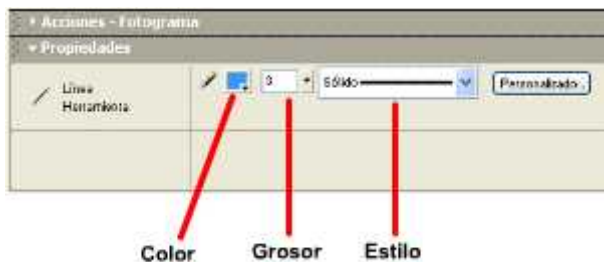 Acciones - Fotograma
Propiedades
Línea
Herramienta
3
Sólido
Personalizado...
Color
Grosor
Estilo